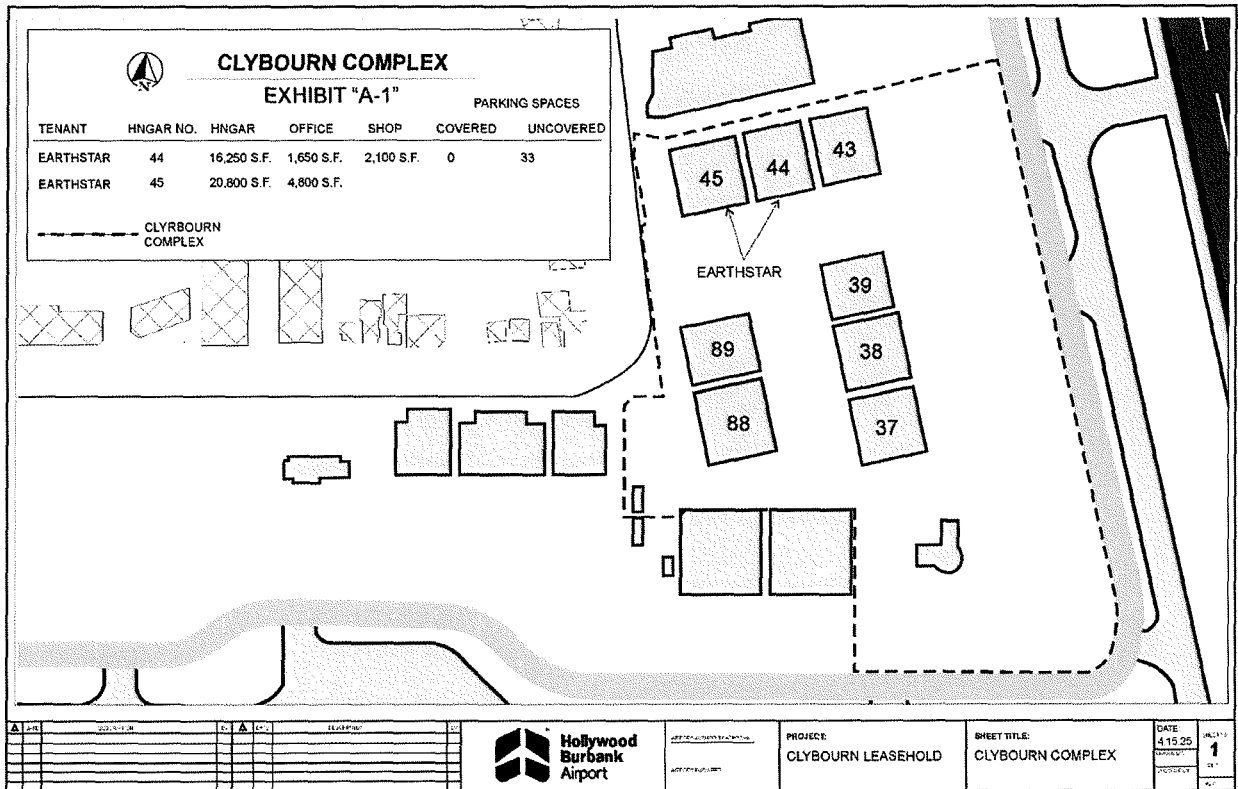 CLYBOURN COMPLEX
EXHIBIT "A-1"
PARKING SPACES
TENANT HNGAR NO. HNGAR OFFICE SHOP COVERED UNCOVERED
EARTHSTAR 44 16,250 S.F. 1,650 S.F. 2,100 S.F. 0 33
EARTHSTAR 45 20,800 S.F. 4,800 S.F.
CLYRBOURN
COMPLEX
N
45 44 43
EARTHSTAR
39
89 38
88 37
Hollywood
Burbank
Airport
PROJECT:
CLYBOURN LEASEHOLD
SHEET TITLE:
CLYBOURN COMPLEX
DATE
4.15.25
1